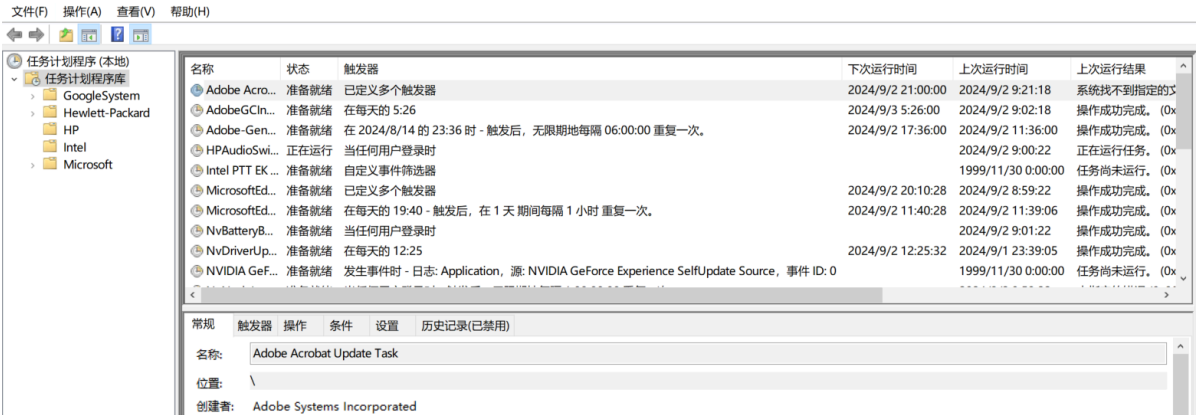 文件(F) 操作(A) 查看(V) 帮助(H)
任务计划程序 (本地)
任务计划程序库
GoogleSystem
Hewlett-Packard
HP
Intel
Microsoft
名称 状态 触发器 下次运行时间 上次运行时间 上次运行结果
Adobe Acro... 准备就绪 已定义多个触发器 2024/9/2 21:00:00 2024/9/2 9:21:18 系统找不到指定的文
AdobeGCIn... 准备就绪 在每天的 5:26 2024/9/3 5:26:00 2024/9/2 9:02:18 操作成功完成。 (0x
Adobe-Gen... 准备就绪 在 2024/8/14 的 23:36 时 - 触发后，无限期地每隔 06:00:00 重复一次。 2024/9/2 17:36:00 2024/9/2 11:36:00 操作成功完成。 (0x
HPAudioSwi... 正在运行 当任何用户登录时 2024/9/2 9:00:22 正在运行任务。 (0x
Intel PTT EK ... 准备就绪 自定义事件筛选器 1999/11/30 0:00:00 任务尚未运行。 (0x
MicrosoftEd... 准备就绪 已定义多个触发器 2024/9/2 20:10:28 2024/9/2 8:59:22 操作成功完成。 (0x
MicrosoftEd... 准备就绪 在每天的 19:40 - 触发后，在 1 天 期间每隔 1 小时 重复一次。 2024/9/2 11:40:28 2024/9/2 11:39:06 操作成功完成。 (0x
NvBatteryB... 准备就绪 当任何用户登录时 2024/9/2 9:01:22 操作成功完成。 (0x
NvDriverUp... 准备就绪 在每天的 12:25 2024/9/2 12:25:32 2024/9/1 23:39:05 操作成功完成。 (0x
NVIDIA GeF... 准备就绪 发生事件时 - 日志: Application，源: NVIDIA GeForce Experience SelfUpdate Source，事件 ID: 0 1999/11/30 0:00:00 任务尚未运行。 (0x
常规 触发器 操作 条件 设置 历史记录(已禁用)
名称: Adobe Acrobat Update Task
位置: \
创建者: Adobe Systems Incorporated